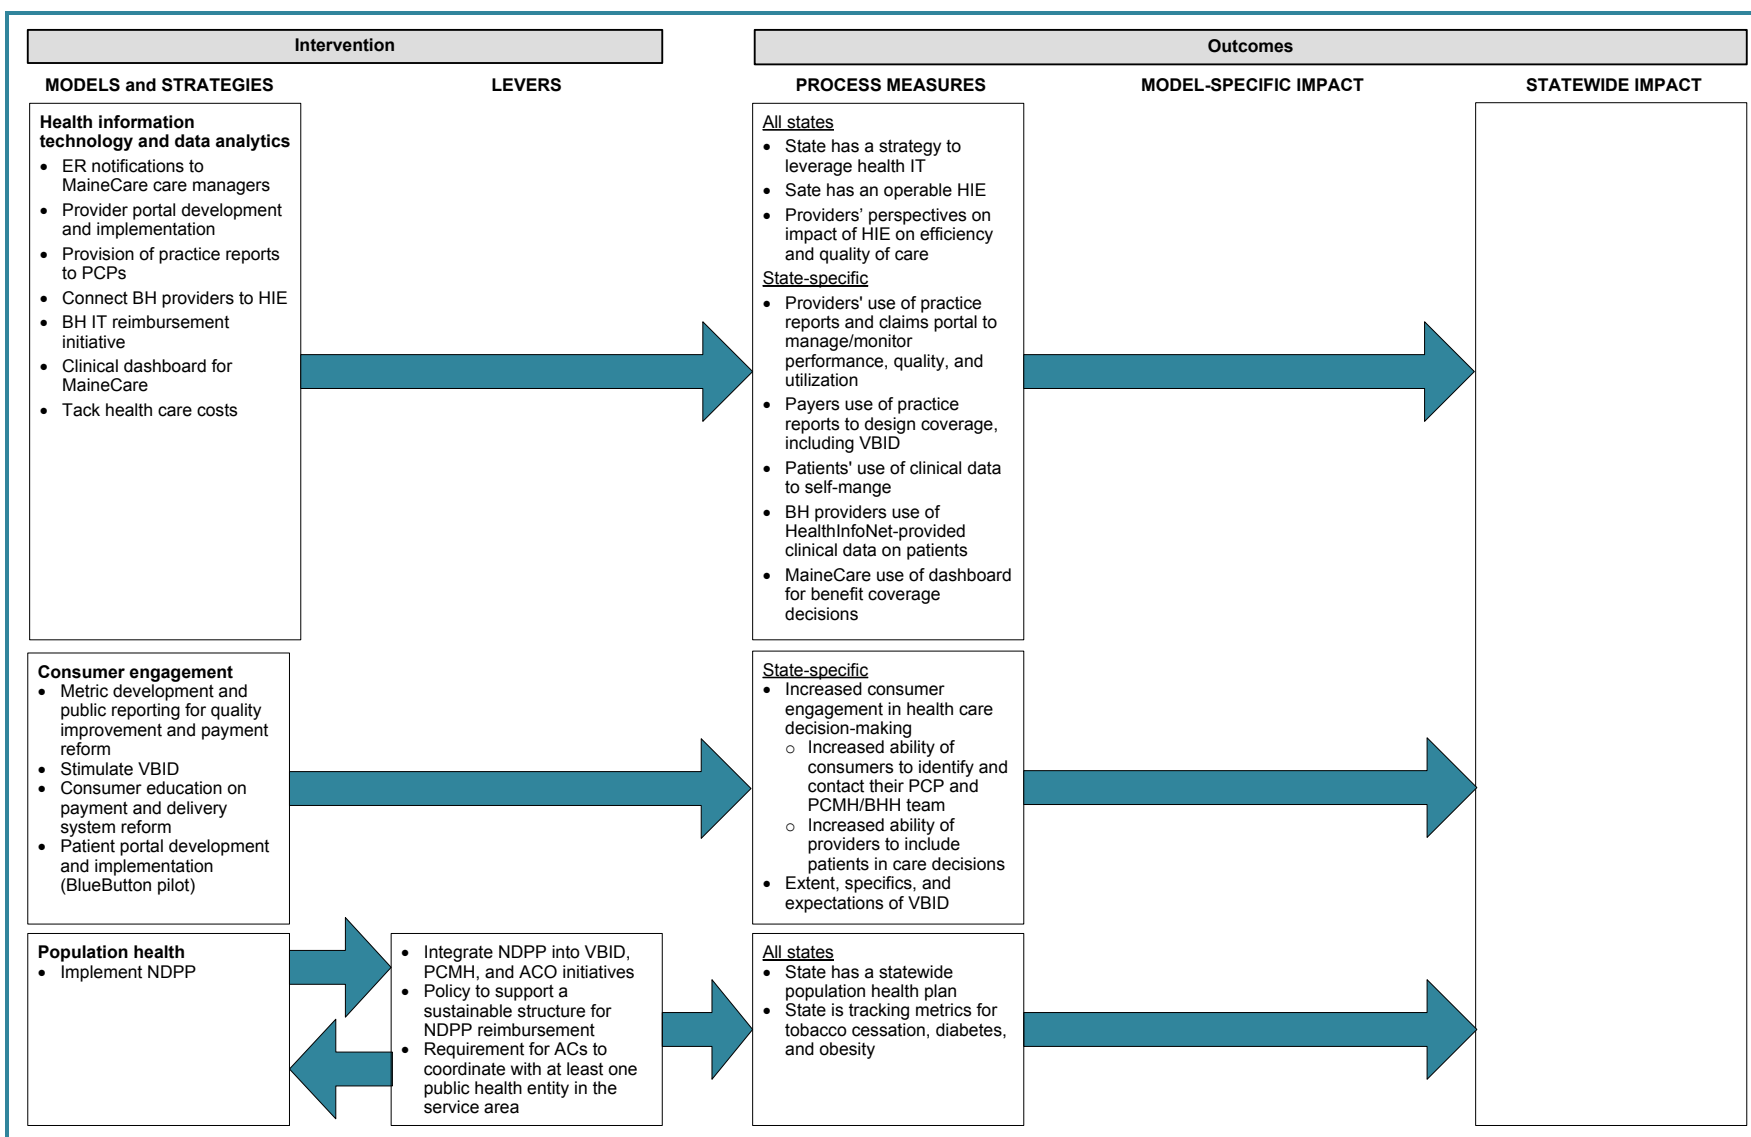 Intervention
Outcomes
MODELS and STRATEGIES
LEVERS
PROCESS MEASURES
MODEL-SPECIFIC IMPACT
STATEWIDE IMPACT
Health information
technology and data analytics
• ER notifications to
MaineCare care managers
• Provider portal development
and implementation
• Provision of practice reports
to PCPs
• Connect BH providers to HIE
• BH IT reimbursement
initiative
• Clinical dashboard for
MaineCare
• Tack health care costs
All states
• State has a strategy to
leverage health IT
• Sate has an operable HIE
• Providers’ perspectives on
impact of HIE on efficiency
and quality of care
State-specific
• Providers' use of practice
reports and claims portal to
manage/monitor
performance, quality, and
utilization
• Payers use of practice
reports to design coverage,
including VBID
• Patients' use of clinical data
to self-mange
• BH providers use of
HealthInfoNet-provided
clinical data on patients
• MaineCare use of dashboard
for benefit coverage
decisions
Consumer engagement
• Metric development and
public reporting for quality
improvement and payment
reform
• Stimulate VBID
• Consumer education on
payment and delivery
system reform
• Patient portal development
and implementation
(BlueButton pilot)
State-specific
• Increased consumer
engagement in health care
decision-making
o Increased ability of
consumers to identify and
contact their PCP and
PCMH/BHH team
o Increased ability of
providers to include
patients in care decisions
• Extent, specifics, and
expectations of VBID
Population health
• Implement NDPP
• Integrate NDPP into VBID,
PCMH, and ACO initiatives
• Policy to support a
sustainable structure for
NDPP reimbursement
• Requirement for ACs to
coordinate with at least one
public health entity in the
service area
All states
• State has a statewide
population health plan
• State is tracking metrics for
tobacco cessation, diabetes,
and obesity